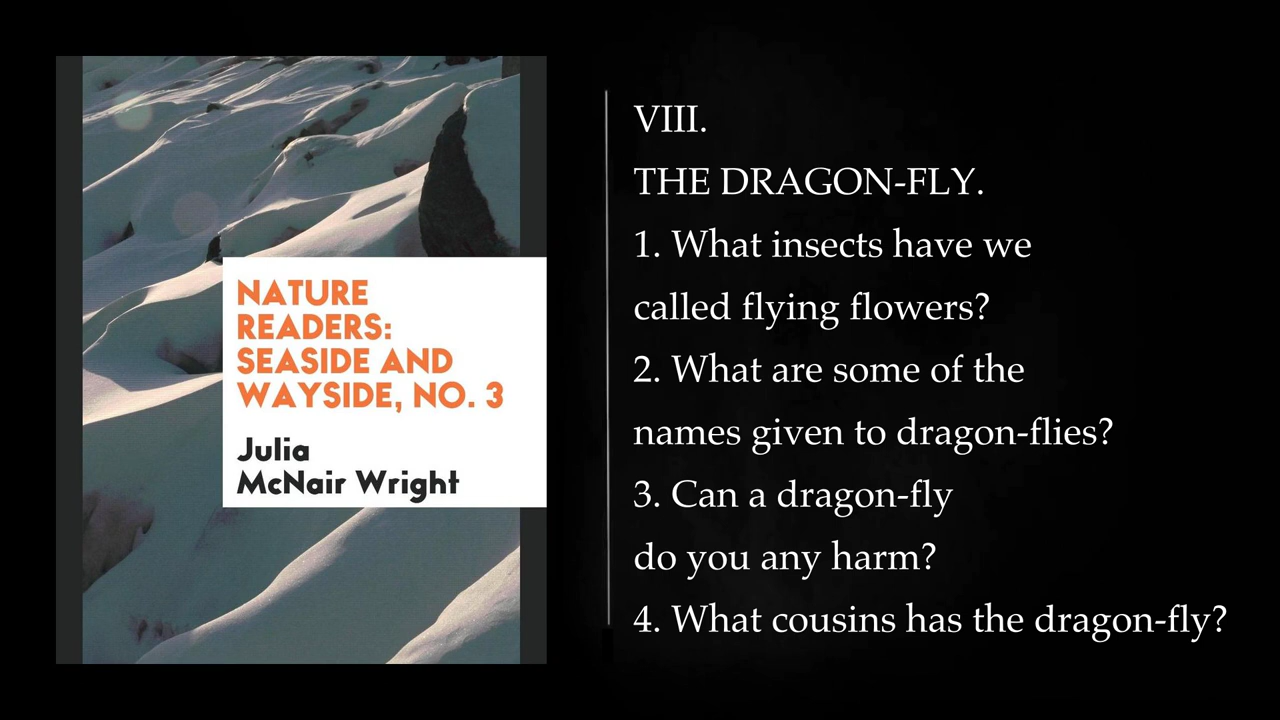 NATURE
READERS:
SEASIDE AND
WAYSIDE, NO. 3
Julia
McNair Wright
VIII.
THE DRAGON-FLY.
1. What insects have we
called flying flowers?
2. What are some of the
names given to dragon-flies?
3. Can a dragon-fly
do you any harm?
4. What cousins has the dragon-fly?